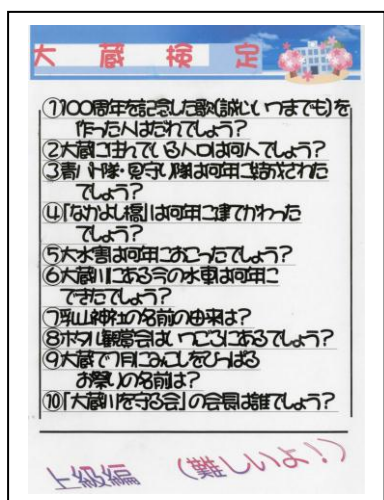 大蔵検定
①100周年を記念した歌(誠にいつまでも)を
作った人はだれでしょう?
②大蔵に住んでいる人口は何人でしょう?
③青パト隊・見守り隊は何年に結成された
でしょう?
④「なかよし橋」は何年に建てかわった
でしょう?
⑤大水害は何年におこったでしょう?
⑥大蔵川にある今の水車は何年に
できたでしょう?
⑦乳山神社の名前の由来は?
⑧ホタル観賞会はいつごろにあるでしょう?
⑨大蔵で7月にみこしをひっぱる
お祭りの名前は?
⑩「大蔵川を守る会」の会長は誰でしょう?
上級編 (難しいよ!)